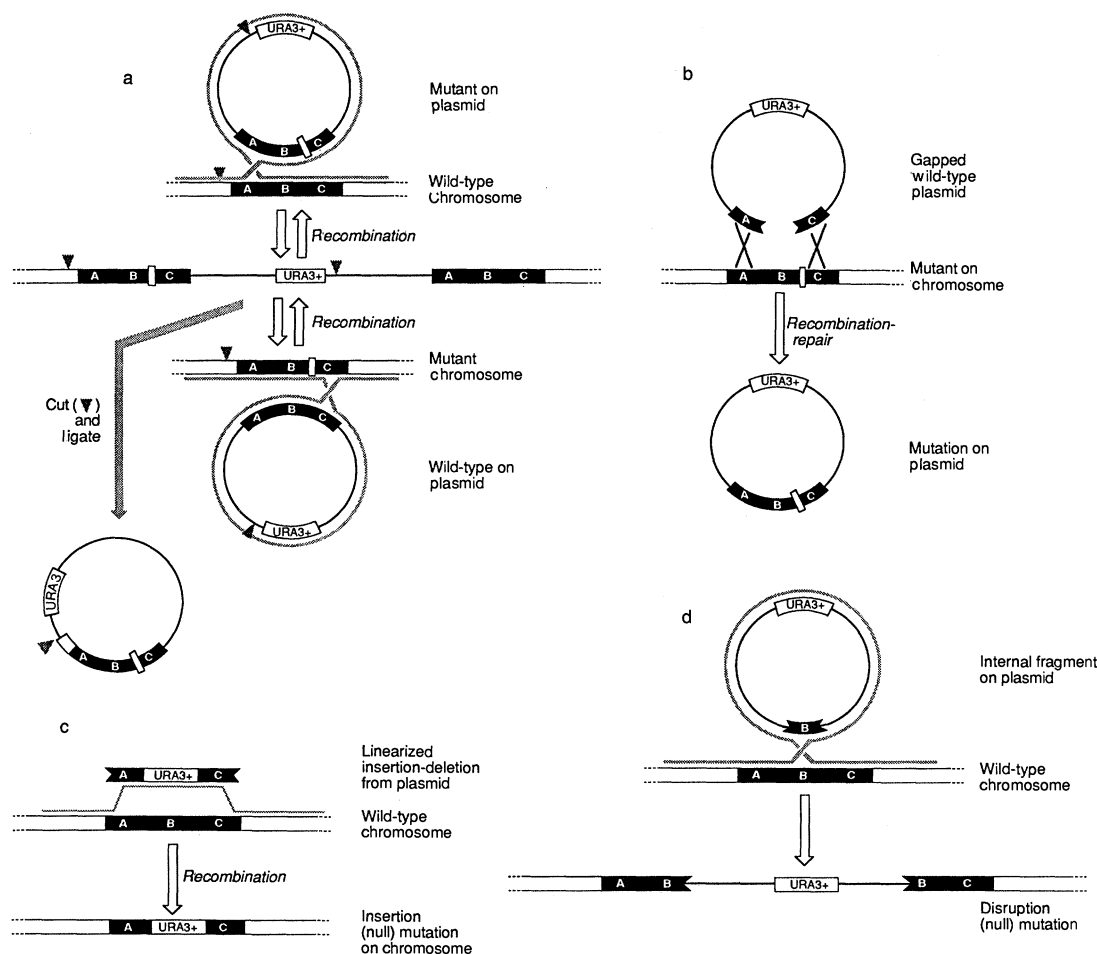 a
URA3+
A B C
Mutant on
plasmid
Wild-type
Chromosome
A B C
Recombination
A B C
URA3+
A B C
Recombination
A B C
Mutant
chromosome
Cut (▼)
and
ligate
A B C
Wild-type on
plasmid
URA3+
URA3
A B C
b
URA3+
Gapped
wild-type
plasmid
A C
A B C
Mutant on
chromosome
Recombination-
repair
URA3+
Mutation on
plasmid
A B C
c
A URA3+ C
Linearized
insertion-deletion
from plasmid
A B C
Wild-type
chromosome
Recombination
A URA3+ C
Insertion
(null) mutation
on chromosome
d
URA3+
Internal fragment
on plasmid
B
A B C
Wild-type
chromosome
A B
URA3+
B C
Disruption
(null) mutation